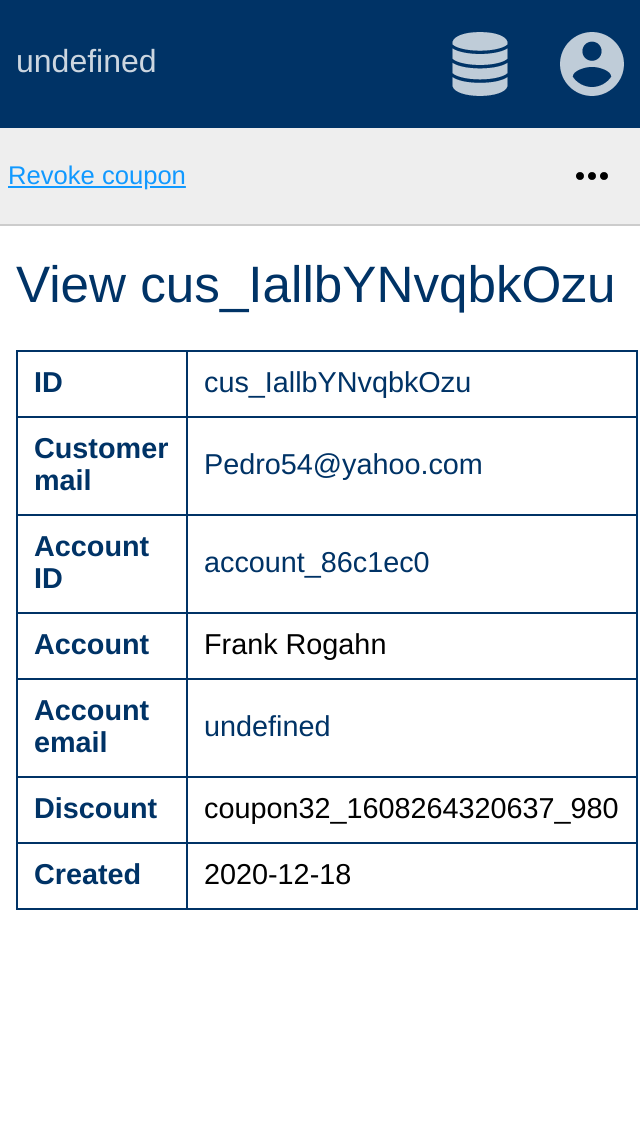 undefined
Revoke coupon
View cus_IallbYNvqbkOzu
ID cus_IallbYNvqbkOzu
Customer
mail
Pedro54@yahoo.com
Account
ID
account_86c1ec0
Account Frank Rogahn
Account
email
undefined
Discount coupon32_1608264320637_980
Created 2020-12-18